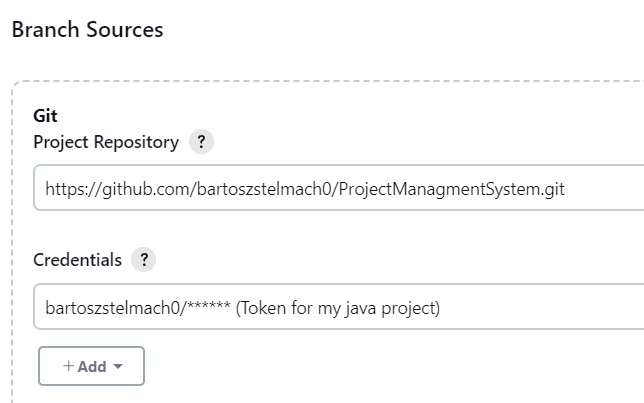 Branch Sources
Git
Project Repository ?
https://github.com/bartoszstelmach0/ProjectManagmentSystem.git
Credentials ?
bartoszstelmach0/****** (Token for my java project)
+ Add